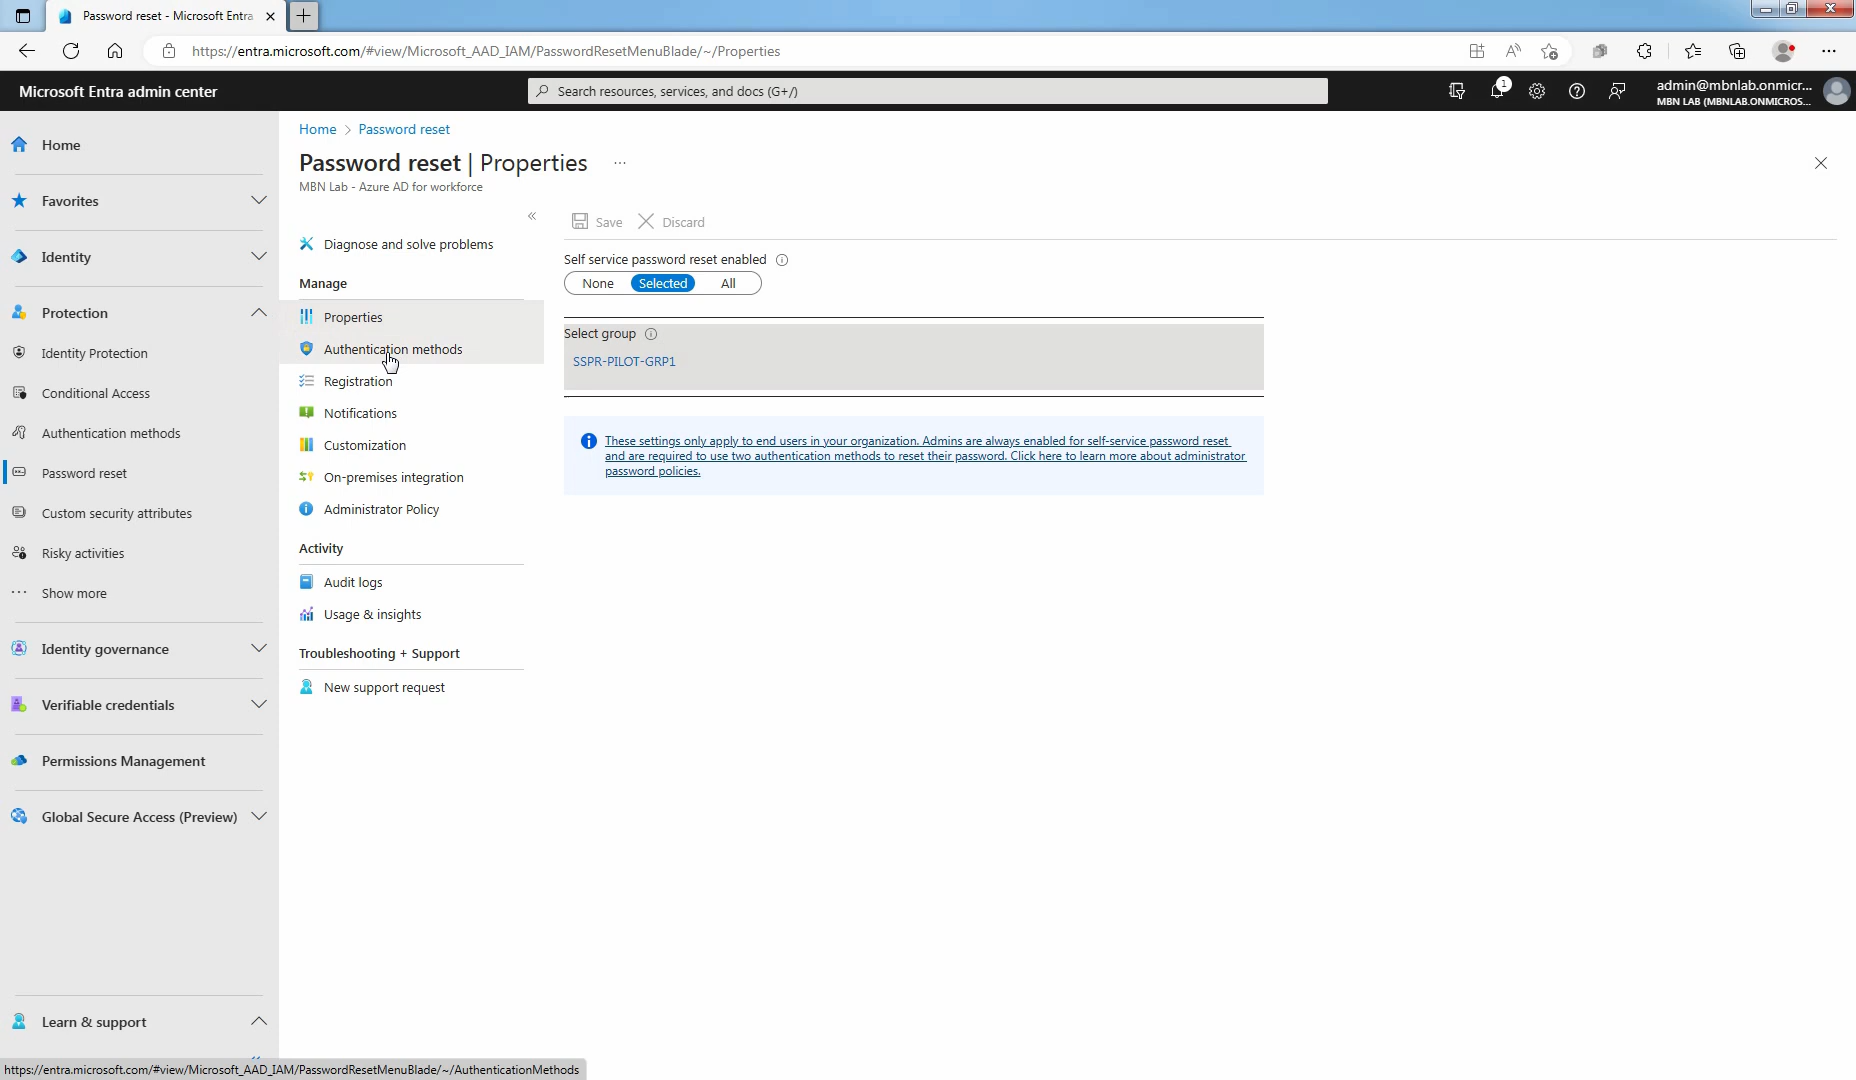 Password reset - Microsoft Entra
https://entra.microsoft.com/#view/Microsoft_AAD_IAM/PasswordResetMenuBlade/~/Properties
Microsoft Entra admin center
Search resources, services, and docs (G+/)
1
admin@mbnlab.onmicr...
MBN LAB (MBNLAB.ONMICROS...
Home
Favorites
Identity
Protection
Identity Protection
Conditional Access
Authentication methods
Password reset
Custom security attributes
Risky activities
Show more
Identity governance
Verifiable credentials
Permissions Management
Global Secure Access (Preview)
Learn & support
Home > Password reset
Password reset | Properties ...
MBN Lab - Azure AD for workforce
Diagnose and solve problems
Manage
Properties
Authentication methods
Registration
Notifications
Customization
On-premises integration
Administrator Policy
Activity
Audit logs
Usage & insights
Troubleshooting + Support
New support request
Save Discard
Self service password reset enabled
None Selected All
Select group
SSPR-PILOT-GRP1
These settings only apply to end users in your organization. Admins are always enabled for self-service password reset
and are required to use two authentication methods to reset their password. Click here to learn more about administrator
password policies.
https://entra.microsoft.com/#view/Microsoft_AAD_IAM/PasswordResetMenuBlade/~/AuthenticationMethods